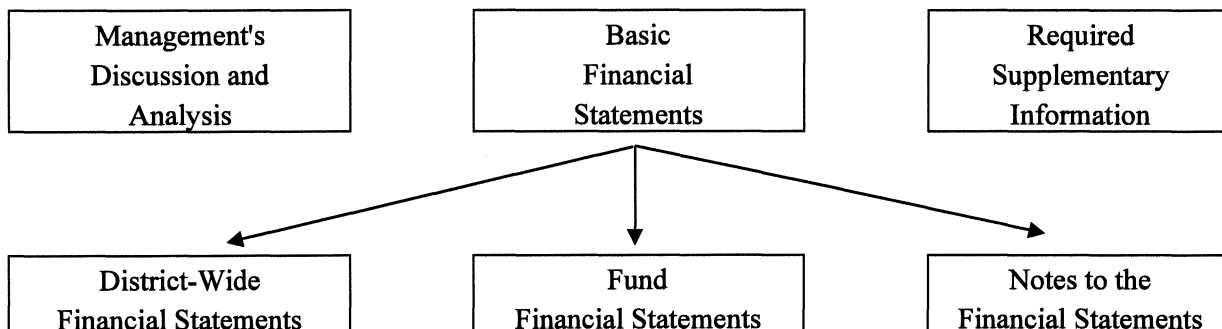 Management's
Discussion and
Analysis
Basic
Financial
Statements
Required
Supplementary
Information
District-Wide
Financial Statements
Fund
Financial Statements
Notes to the
Financial Statements